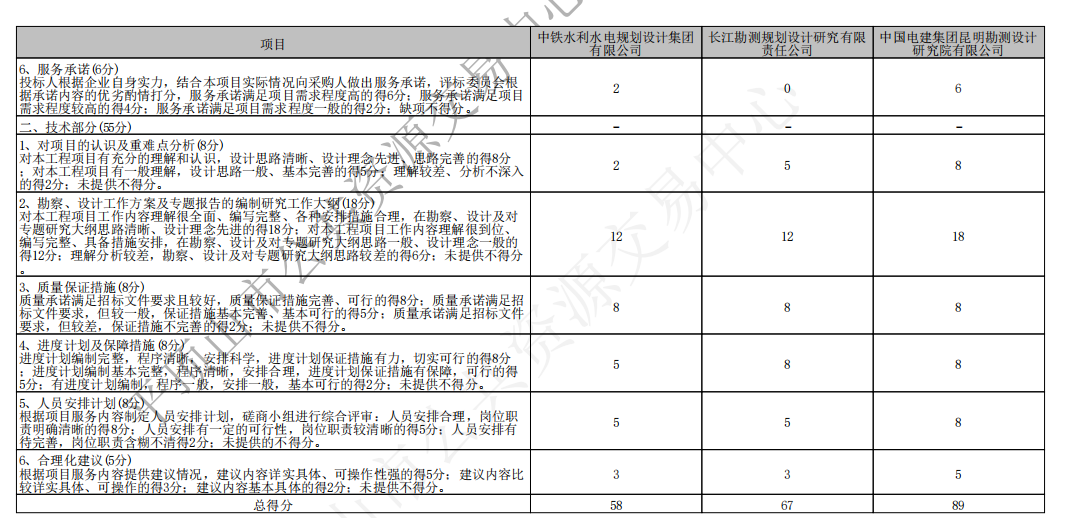 项目
中铁水利水电规划设计集团
有限公司
长江勘测规划设计研究有限
责任公司
中国电建集团昆明勘测设计
研究院有限公司
6、服务承诺(6分)
投标人根据企业自身实力，结合本项目实际情况向采购人做出服务承诺，评标委员会根
据承诺内容的优劣酌情打分，服务承诺满足项目需求程度高的得6分；服务承诺满足项目
需求程度较高的得4分；服务承诺满足项目需求程度一般的得2分；缺项不得分。
2
0
6
二、技术部分(55分)
–
–
–
1、对项目的认识及重难点分析(8分)
对本工程项目有充分的理解和认识，设计思路清晰、设计理念先进、思路完善的得8分
；对本工程项目有一般理解，设计思路一般、基本完善的得5分；理解较差、分析不深入
的得2分；未提供不得分。
2
5
8
2、勘察、设计工作方案及专题报告的编制研究工作大纲(18分)
对本工程项目工作内容理解很全面、编写完整、各种安排措施合理，在勘察、设计及对
专题研究大纲思路清晰、设计理念先进的得18分；对本工程项目工作内容理解很到位、
编写完整、具备措施安排，在勘察、设计及对专题研究大纲思路一般、设计理念一般的
得12分；理解分析较差，勘察、设计及对专题研究大纲思路较差的得6分；未提供不得分
。
12
12
18
3、质量保证措施(8分)
质量承诺满足招标文件要求且较好，质量保证措施完善、可行的得8分；质量承诺满足招
标文件要求，但较一般，保证措施基本完善、基本可行的得5分；质量承诺满足招标文件
要求，但较差，保证措施不完善的得2分；未提供不得分。
8
8
8
4、进度计划及保障措施(8分)
进度计划编制完整，程序清晰，安排科学，进度计划保证措施有力，切实可行的得8分
；进度计划编制基本完整，程序清晰，安排合理，进度计划保证措施有保障，可行的得
5分；有进度计划编制，程序一般，安排一般，基本可行的得2分；未提供不得分。
5
8
8
5、人员安排计划(8分)
根据项目服务内容制定人员安排计划，磋商小组进行综合评审：人员安排合理，岗位职
责明确清晰的得8分；人员安排有一定的可行性，岗位职责较清晰的得5分；人员安排有
待完善，岗位职责含糊不清得2分；未提供的不得分。
5
5
8
6、合理化建议(5分)
根据项目服务内容提供建议情况，建议内容详实具体、可操作性强的得5分；建议内容比
较详实具体、可操作的得3分；建议内容基本具体的得2分；未提供不得分。
3
3
5
总得分
58
67
89
平顶山市公共资源交易中心
山市公共资源交易中心